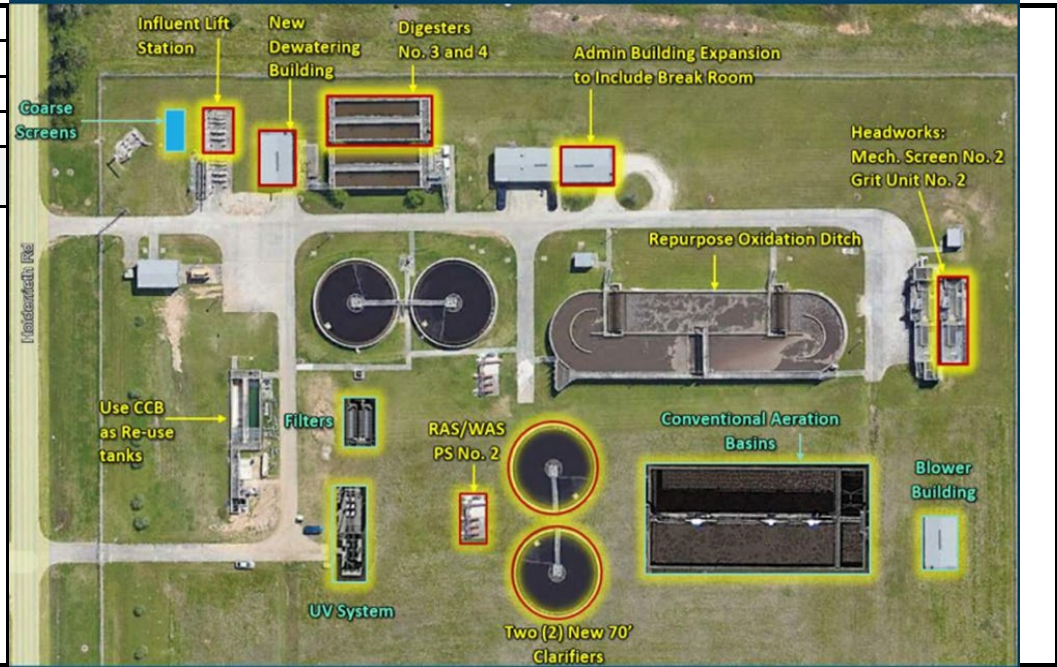 Influent Lift
Station
New
Dewatering
Building
Digesters
No. 3 and 4
Admin Building Expansion
to Include Break Room
Coarse
Screens
Headworks:
Mech. Screen No. 2
Grit Unit No. 2
Holderrieth Rd
Repurpose Oxidation Ditch
Use CCB
as Re-use
tanks
Filters
RAS/WAS
PS No. 2
Conventional Aeration
Basins
Blower
Building
UV System
Two (2) New 70'
Clarifiers